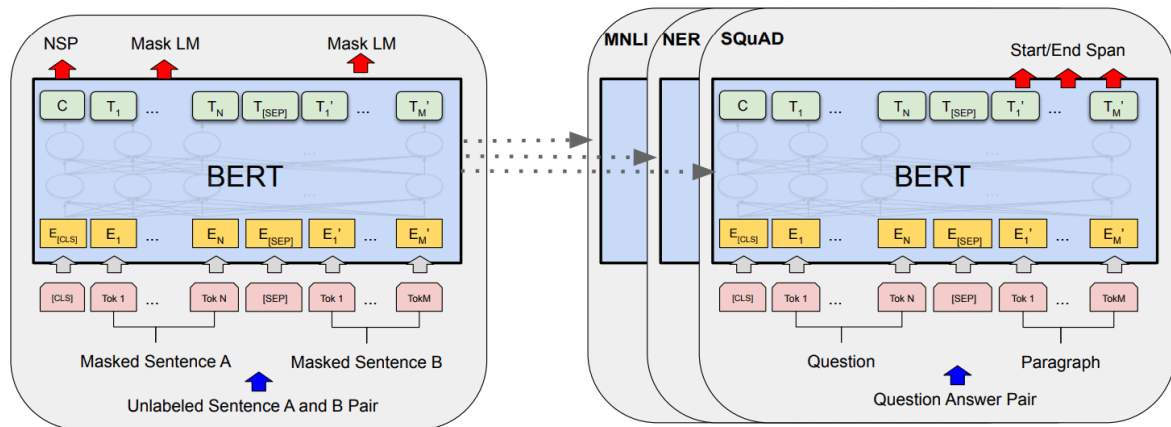 NSP Mask LM Mask LM
C T1 ... TN T[SEP] T1' ... TM'
...
BERT
...
E[CLS] E1 ... EN E[SEP] E1' ... EM'
[CLS] Tok 1 ... Tok N [SEP] Tok 1 ... TokM
Masked Sentence A Masked Sentence B
Unlabeled Sentence A and B Pair
MNLI NER SQuAD
Start/End Span
C T1 ... TN T[SEP] T1' ... TM'
...
BERT
...
E[CLS] E1 ... EN E[SEP] E1' ... EM'
[CLS] Tok 1 ... Tok N [SEP] Tok 1 ... TokM
Question Paragraph
Question Answer Pair